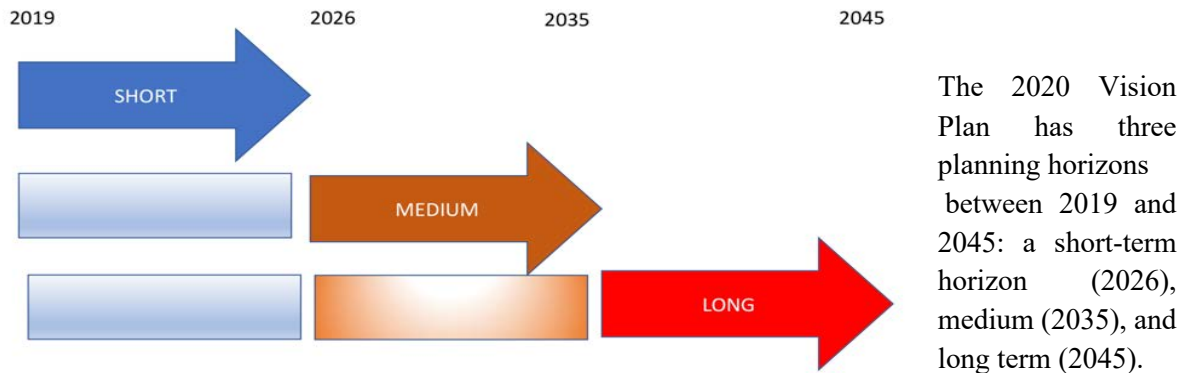 2019 2026 2035 2045
SHORT
MEDIUM
LONG
The 2020 Vision
Plan has three
planning horizons
between 2019 and
2045: a short-term
horizon (2026),
medium (2035), and
long term (2045).